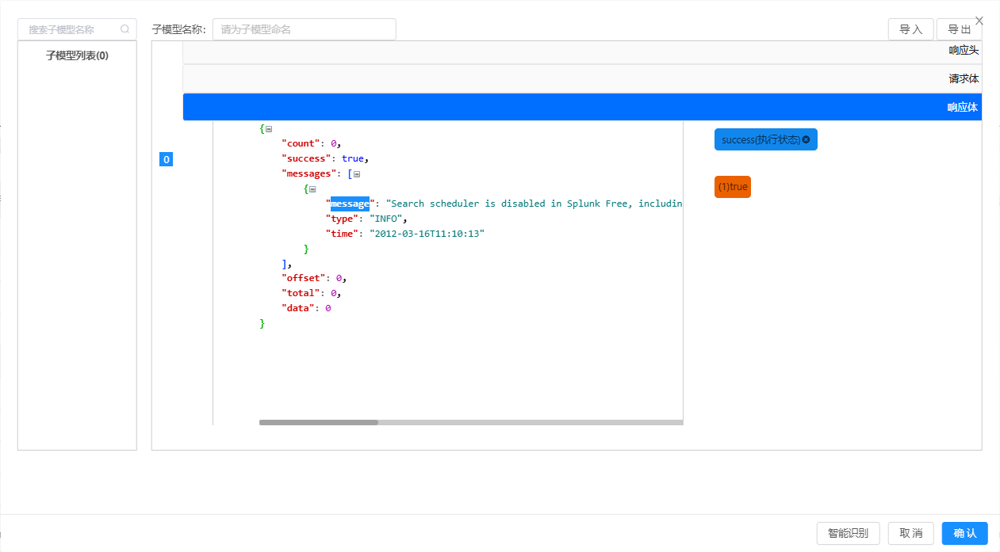 搜索子模型名称
子模型名称：
请为子模型命名
导入
导出
子模型列表(0)
响应头
请求体
响应体
0
{
"count": 0,
"success": true,
"messages": [
{
"message": "Search scheduler is disabled in Splunk Free, includin
"type": "INFO",
"time": "2012-03-16T11:10:13"
}
],
"offset": 0,
"total": 0,
"data": 0
}
success(执行状态)
(1)true
智能识别
取消
确认